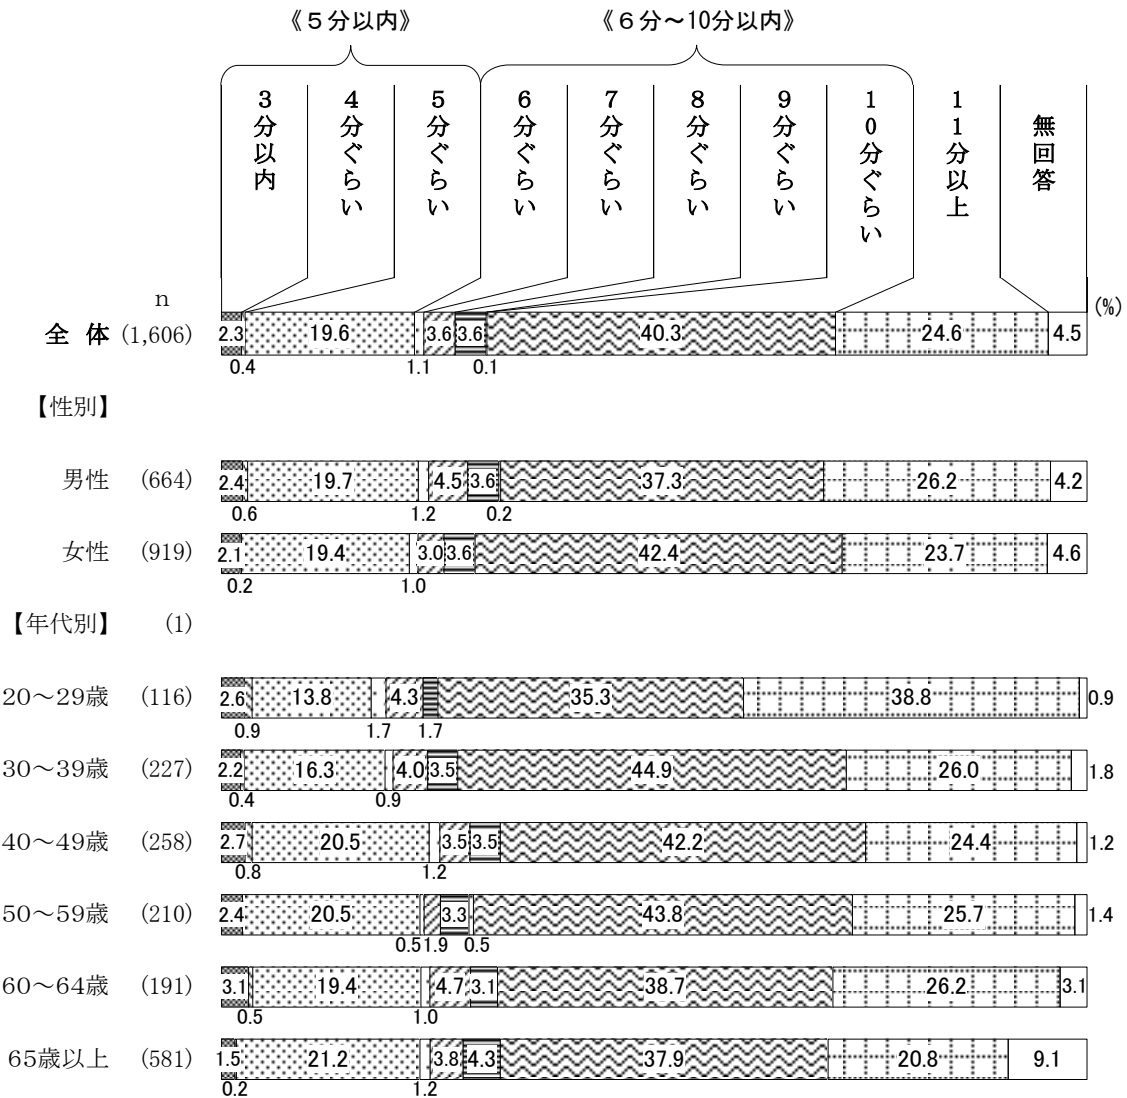 《５分以内》 《６分～10分以内》
３分以内
４分ぐらい
５分ぐらい
６分ぐらい
７分ぐらい
８分ぐらい
９分ぐらい
１０分ぐらい
１１分以上
無回答
n (%)
全 体 (1,606) 2.3 19.6 3.6 3.6 40.3 24.6 4.5
0.4 1.1 0.1
【性別】
男性 (664) 2.4 19.7 4.5 3.6 37.3 26.2 4.2
0.6 1.2 0.2
女性 (919) 2.1 19.4 3.0 3.6 42.4 23.7 4.6
0.2 1.0
【年代別】 (1)
20～29歳 (116) 2.6 13.8 4.3 35.3 38.8 0.9
0.9 1.7 1.7
30～39歳 (227) 2.2 16.3 4.0 3.5 44.9 26.0 1.8
0.4 0.9
40～49歳 (258) 2.7 20.5 3.5 3.5 42.2 24.4 1.2
0.8 1.2
50～59歳 (210) 2.4 20.5 3.3 43.8 25.7 1.4
0.5 1.9 0.5
60～64歳 (191) 3.1 19.4 4.7 3.1 38.7 26.2 3.1
0.5 1.0
65歳以上 (581) 1.5 21.2 3.8 4.3 37.9 20.8 9.1
0.2 1.2